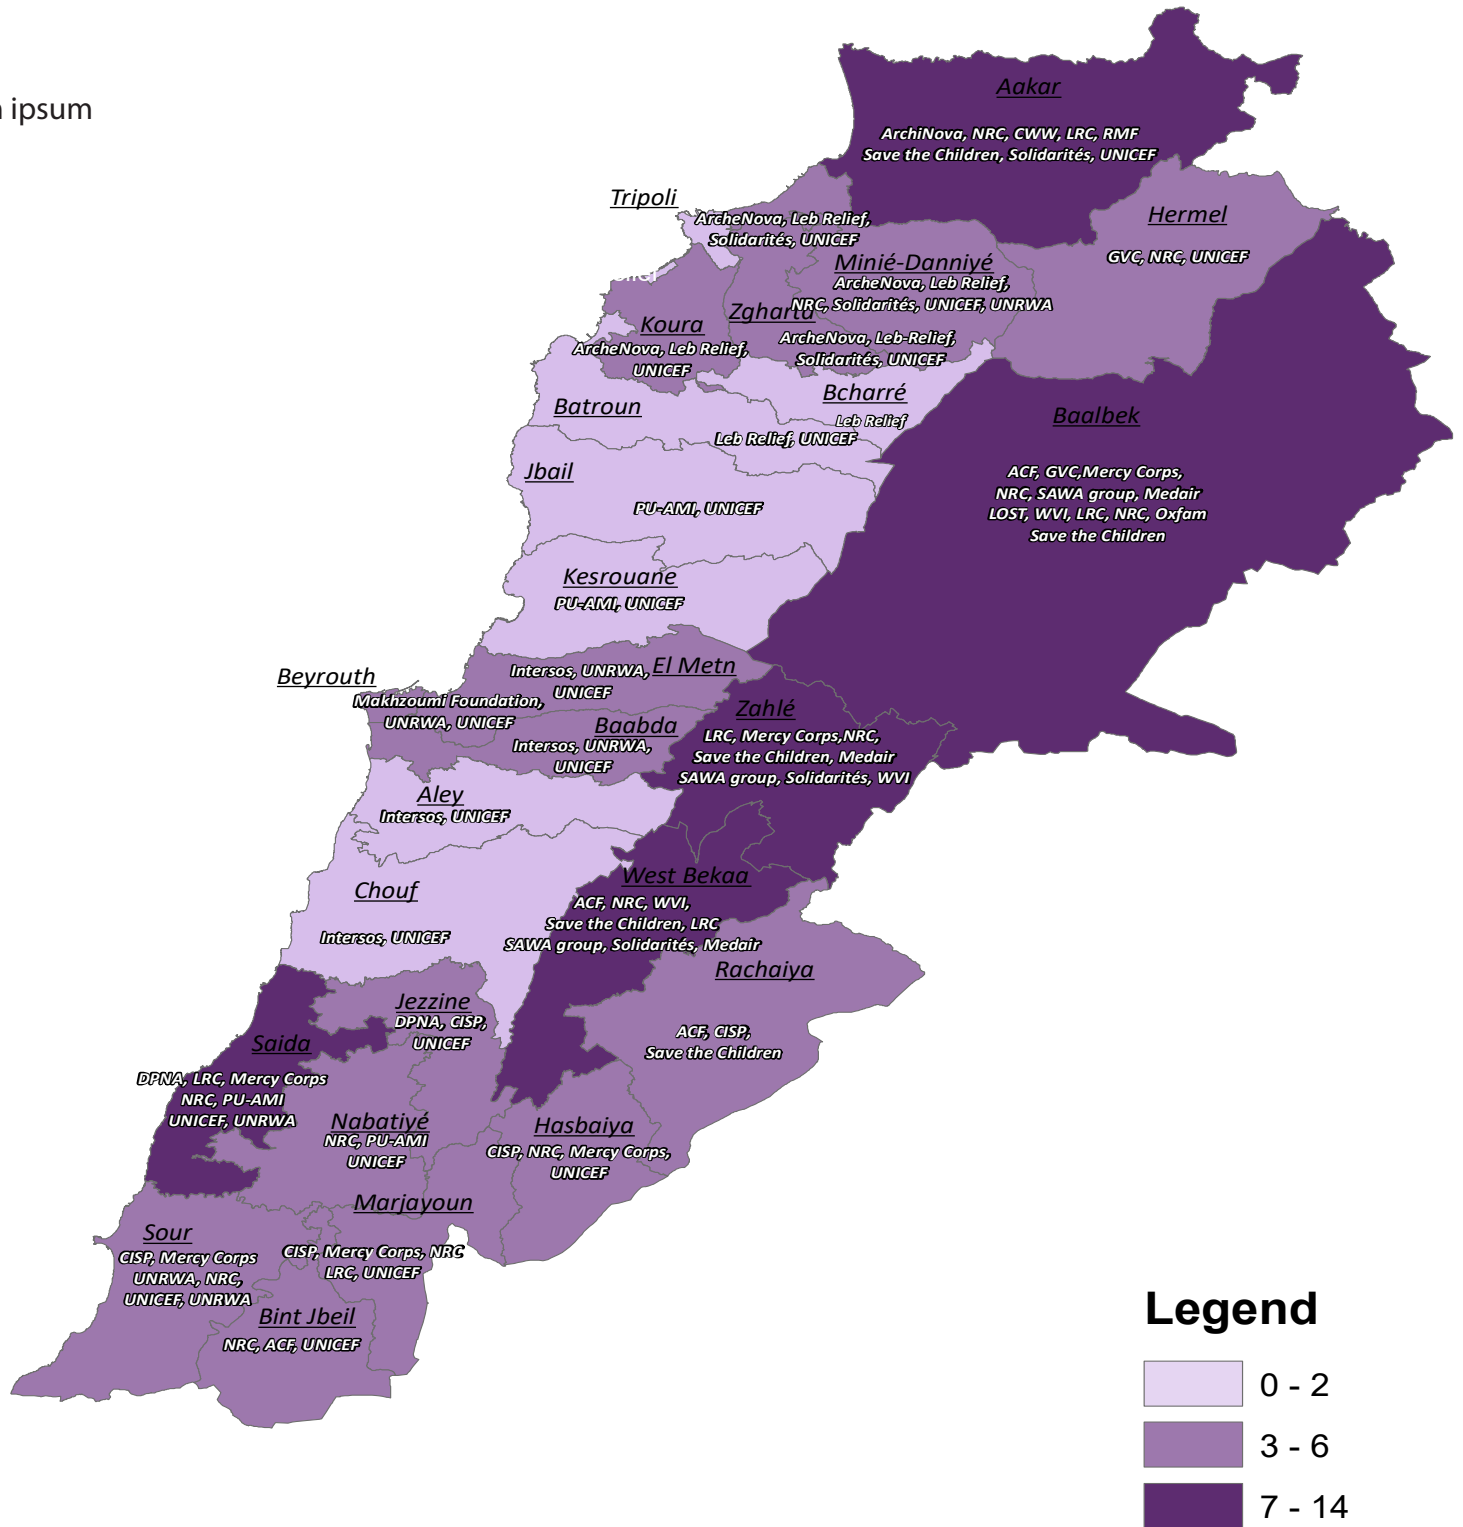 ipsum
Aakar
ArchiNova, NRC, CWW, LRC, RMF
Save the Children, Solidarités, UNICEF
Tripoli
ArcheNova, Leb Relief,
Solidarités, UNICEF
Hermel
GVC, NRC, UNICEF
Minié-Danniyé
ArcheNova, Leb Relief,
NRC, Solidarités, UNICEF, UNRWA
Zgharta
ArcheNova, Leb-Relief,
Solidarités, UNICEF
Koura
ArcheNova, Leb Relief,
UNICEF
Bcharré
Leb Relief
Batroun
Leb Relief, UNICEF
Baalbek
ACF, GVC,Mercy Corps,
NRC, SAWA group, Medair
LOST, WVI, LRC, NRC, Oxfam
Save the Children
Jbail
PU-AMI, UNICEF
Kesrouane
PU-AMI, UNICEF
El Metn
Intersos, UNRWA,
UNICEF
Beyrouth
Makhzoumi Foundation,
UNRWA, UNICEF
Baabda
Intersos, UNRWA,
UNICEF
Zahlé
LRC, Mercy Corps,NRC,
Save the Children, Medair
SAWA group, Solidarités, WVI
Aley
Intersos, UNICEF
Chouf
Intersos, UNICEF
West Bekaa
ACF, NRC, WVI,
Save the Children, LRC
SAWA group, Solidarités, Medair
Rachaiya
ACF, CISP,
Save the Children
Jezzine
DPNA, CISP,
UNICEF
Saida
DPNA, LRC, Mercy Corps
NRC, PU-AMI
UNICEF, UNRWA
Nabatiyé
NRC, PU-AMI
UNICEF
Hasbaiya
CISP, NRC, Mercy Corps,
UNICEF
Marjayoun
CISP, Mercy Corps, NRC
LRC, UNICEF
Sour
CISP, Mercy Corps
UNRWA, NRC,
UNICEF, UNRWA
Bint Jbeil
NRC, ACF, UNICEF
Legend
0 - 2
3 - 6
7 - 14